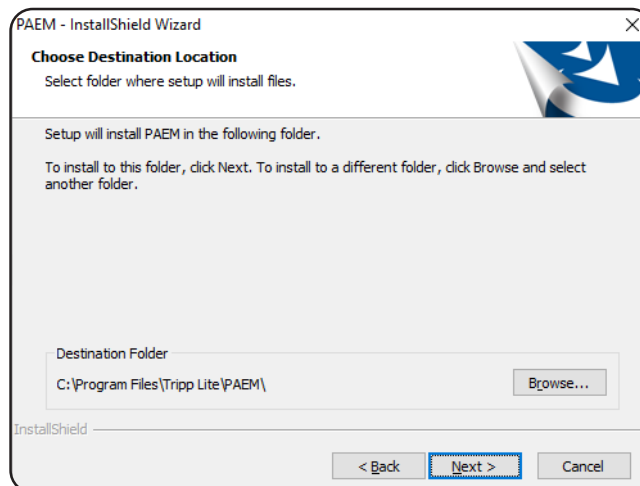 PAEM - InstallShield Wizard
Choose Destination Location
Select folder where setup will install files.
Setup will install PAEM in the following folder.
To install to this folder, click Next. To install to a different folder, click Browse and select
another folder.
Destination Folder
C:\Program Files\Tripp Lite\PAEM\
Browse...
InstallShield
< Back
Next >
Cancel